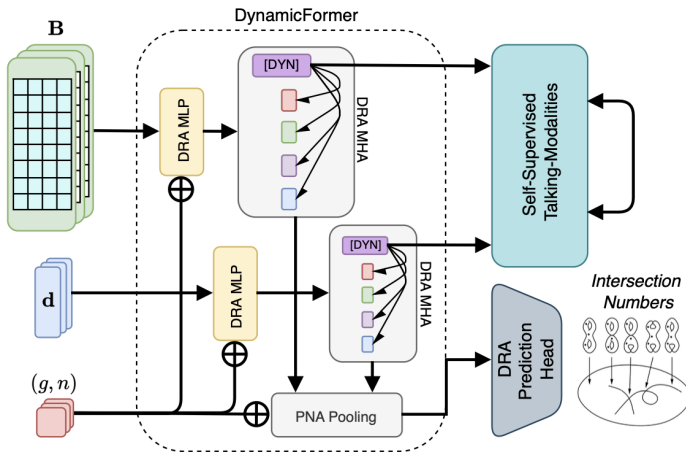 DynamicFormer
B
[DYN]
DRA MLP
DRA MHA
Self-Supervised
Talking-Modalities
d
DRA MLP
[DYN]
DRA MHA
Intersection
Numbers
DRA
Prediction
Head
(g, n)
PNA Pooling